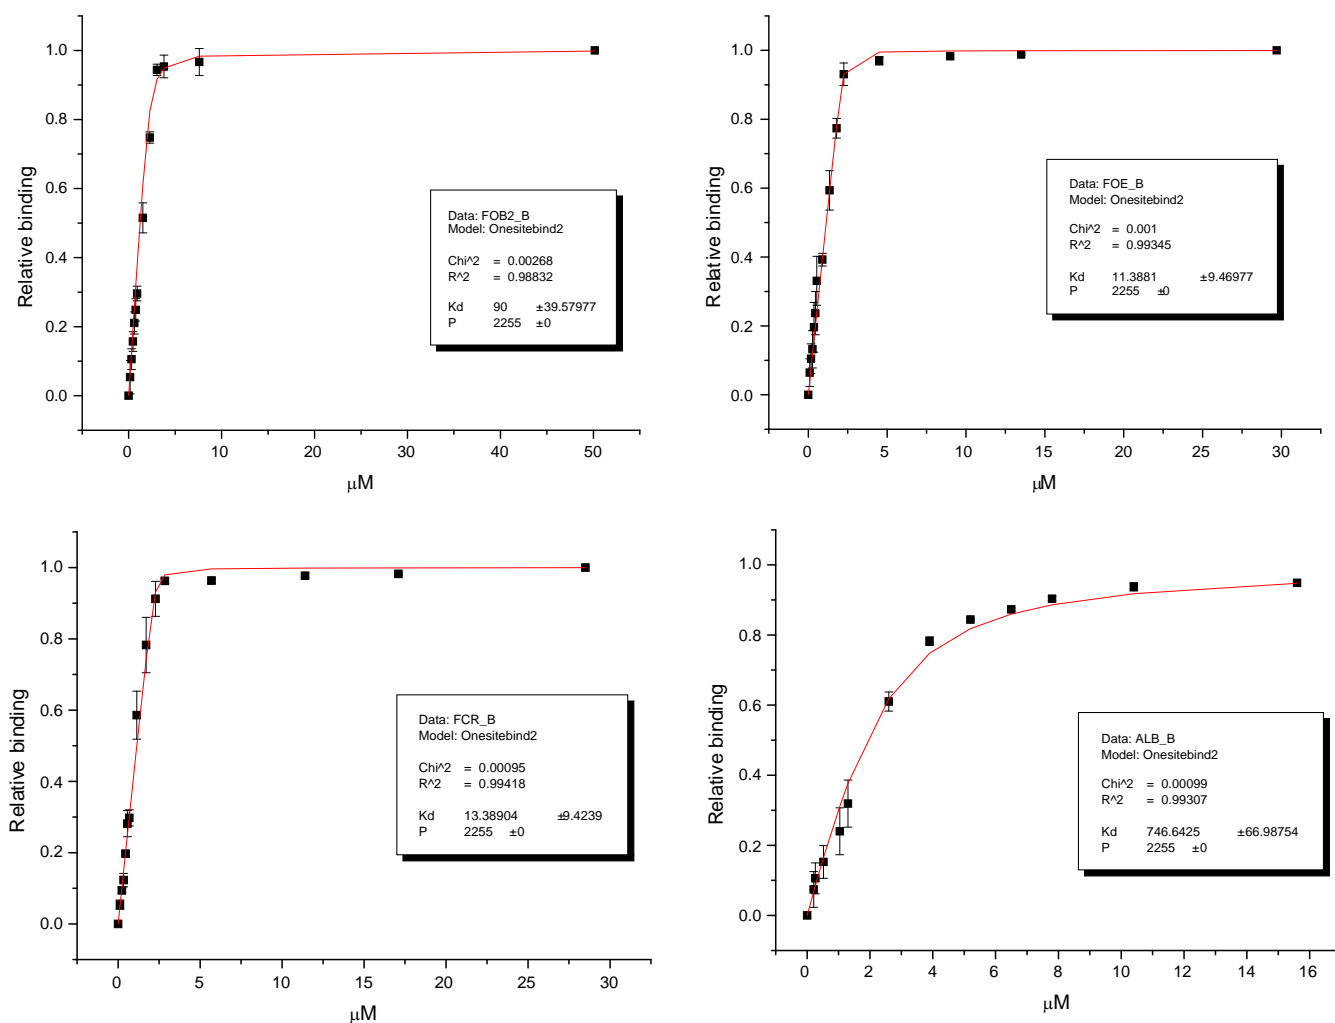 1.0
0.8
0.6
0.4
0.2
0.0
Relative binding
Data: FOB2_B
Model: Onesitebind2
Chi^2 = 0.00268
R^2 = 0.98832
Kd 90 ±39.57977
P 2255 ±0
0 10 20 30 40 50
μM
1.0
0.8
0.6
0.4
0.2
0.0
Relative binding
Data: FOE_B
Model: Onesitebind2
Chi^2 = 0.001
R^2 = 0.99345
Kd 11.3881 ±9.46977
P 2255 ±0
0 5 10 15 20 25 30
μM
1.0
0.8
0.6
0.4
0.2
0.0
Relative binding
Data: FCR_B
Model: Onesitebind2
Chi^2 = 0.00095
R^2 = 0.99418
Kd 13.38904 ±9.4239
P 2255 ±0
0 5 10 15 20 25 30
μM
1.0
0.8
0.6
0.4
0.2
0.0
Relative binding
Data: ALB_B
Model: Onesitebind2
Chi^2 = 0.00099
R^2 = 0.99307
Kd 746.6425 ±66.98754
P 2255 ±0
0 2 4 6 8 10 12 14 16
μM